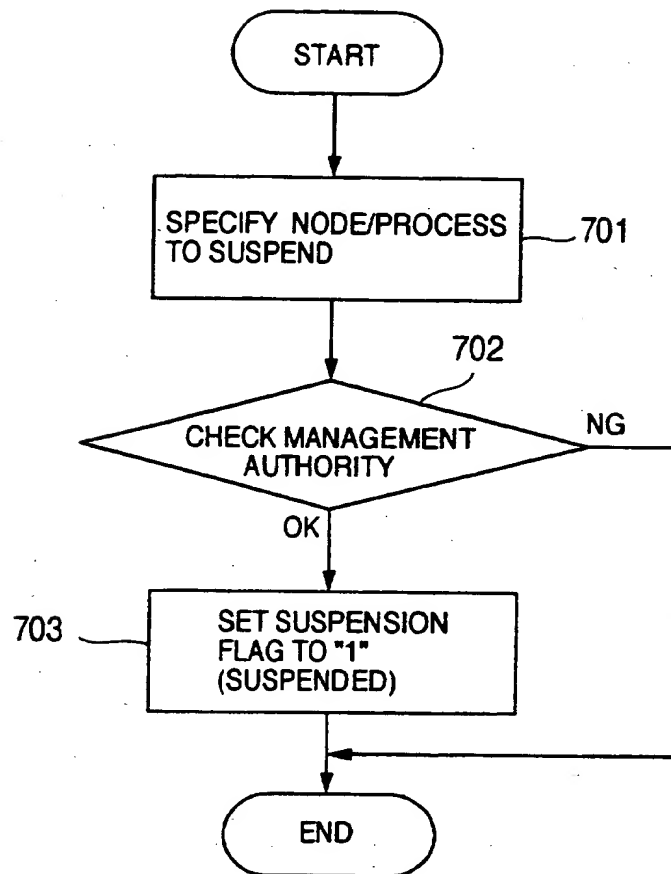 START
SPECIFY NODE/PROCESS
TO SUSPEND
701
702
CHECK MANAGEMENT
AUTHORITY
NG
OK
703
SET SUSPENSION
FLAG TO "1"
(SUSPENDED)
END